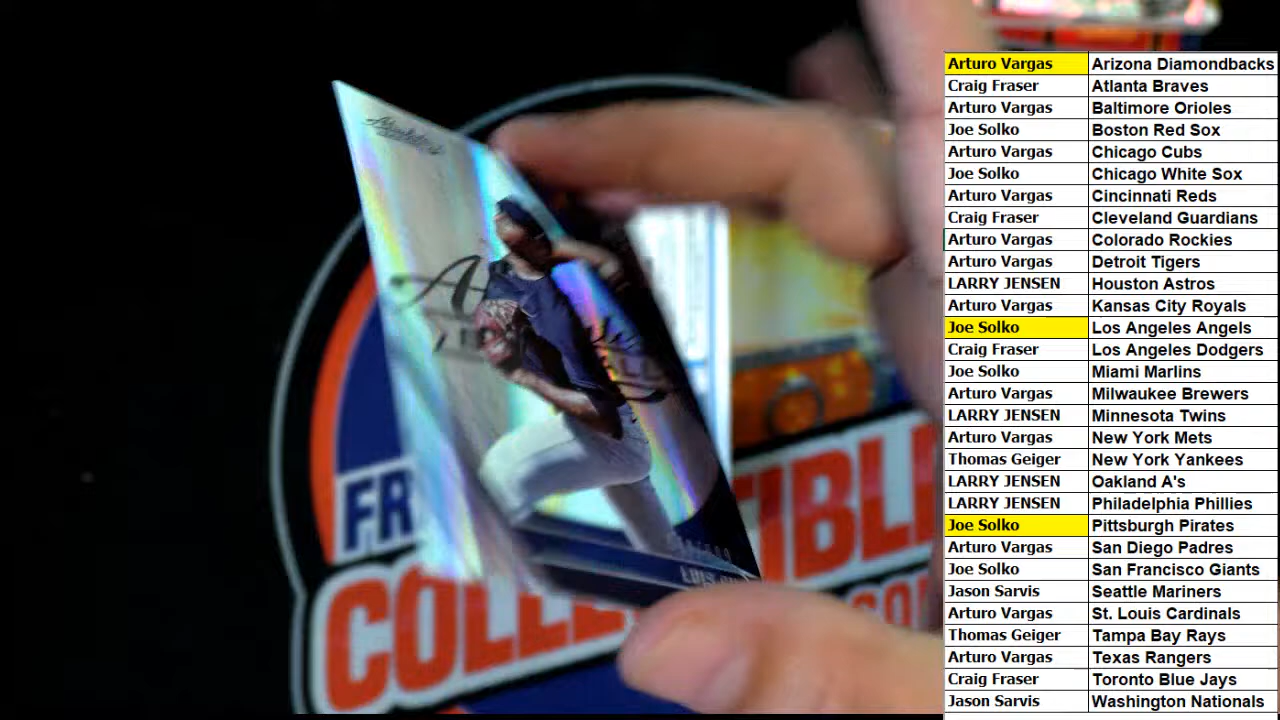 Arturo Vargas Arizona Diamondbacks
Craig Fraser Atlanta Braves
Arturo Vargas Baltimore Orioles
Joe Solko Boston Red Sox
Arturo Vargas Chicago Cubs
Joe Solko Chicago White Sox
Arturo Vargas Cincinnati Reds
Craig Fraser Cleveland Guardians
Arturo Vargas Colorado Rockies
Arturo Vargas Detroit Tigers
LARRY JENSEN Houston Astros
Arturo Vargas Kansas City Royals
Joe Solko Los Angeles Angels
Craig Fraser Los Angeles Dodgers
Joe Solko Miami Marlins
Arturo Vargas Milwaukee Brewers
LARRY JENSEN Minnesota Twins
Arturo Vargas New York Mets
Thomas Geiger New York Yankees
LARRY JENSEN Oakland A's
LARRY JENSEN Philadelphia Phillies
Joe Solko Pittsburgh Pirates
Arturo Vargas San Diego Padres
Joe Solko San Francisco Giants
Jason Sarvis Seattle Mariners
Arturo Vargas St. Louis Cardinals
Thomas Geiger Tampa Bay Rays
Arturo Vargas Texas Rangers
Craig Fraser Toronto Blue Jays
Jason Sarvis Washington Nationals